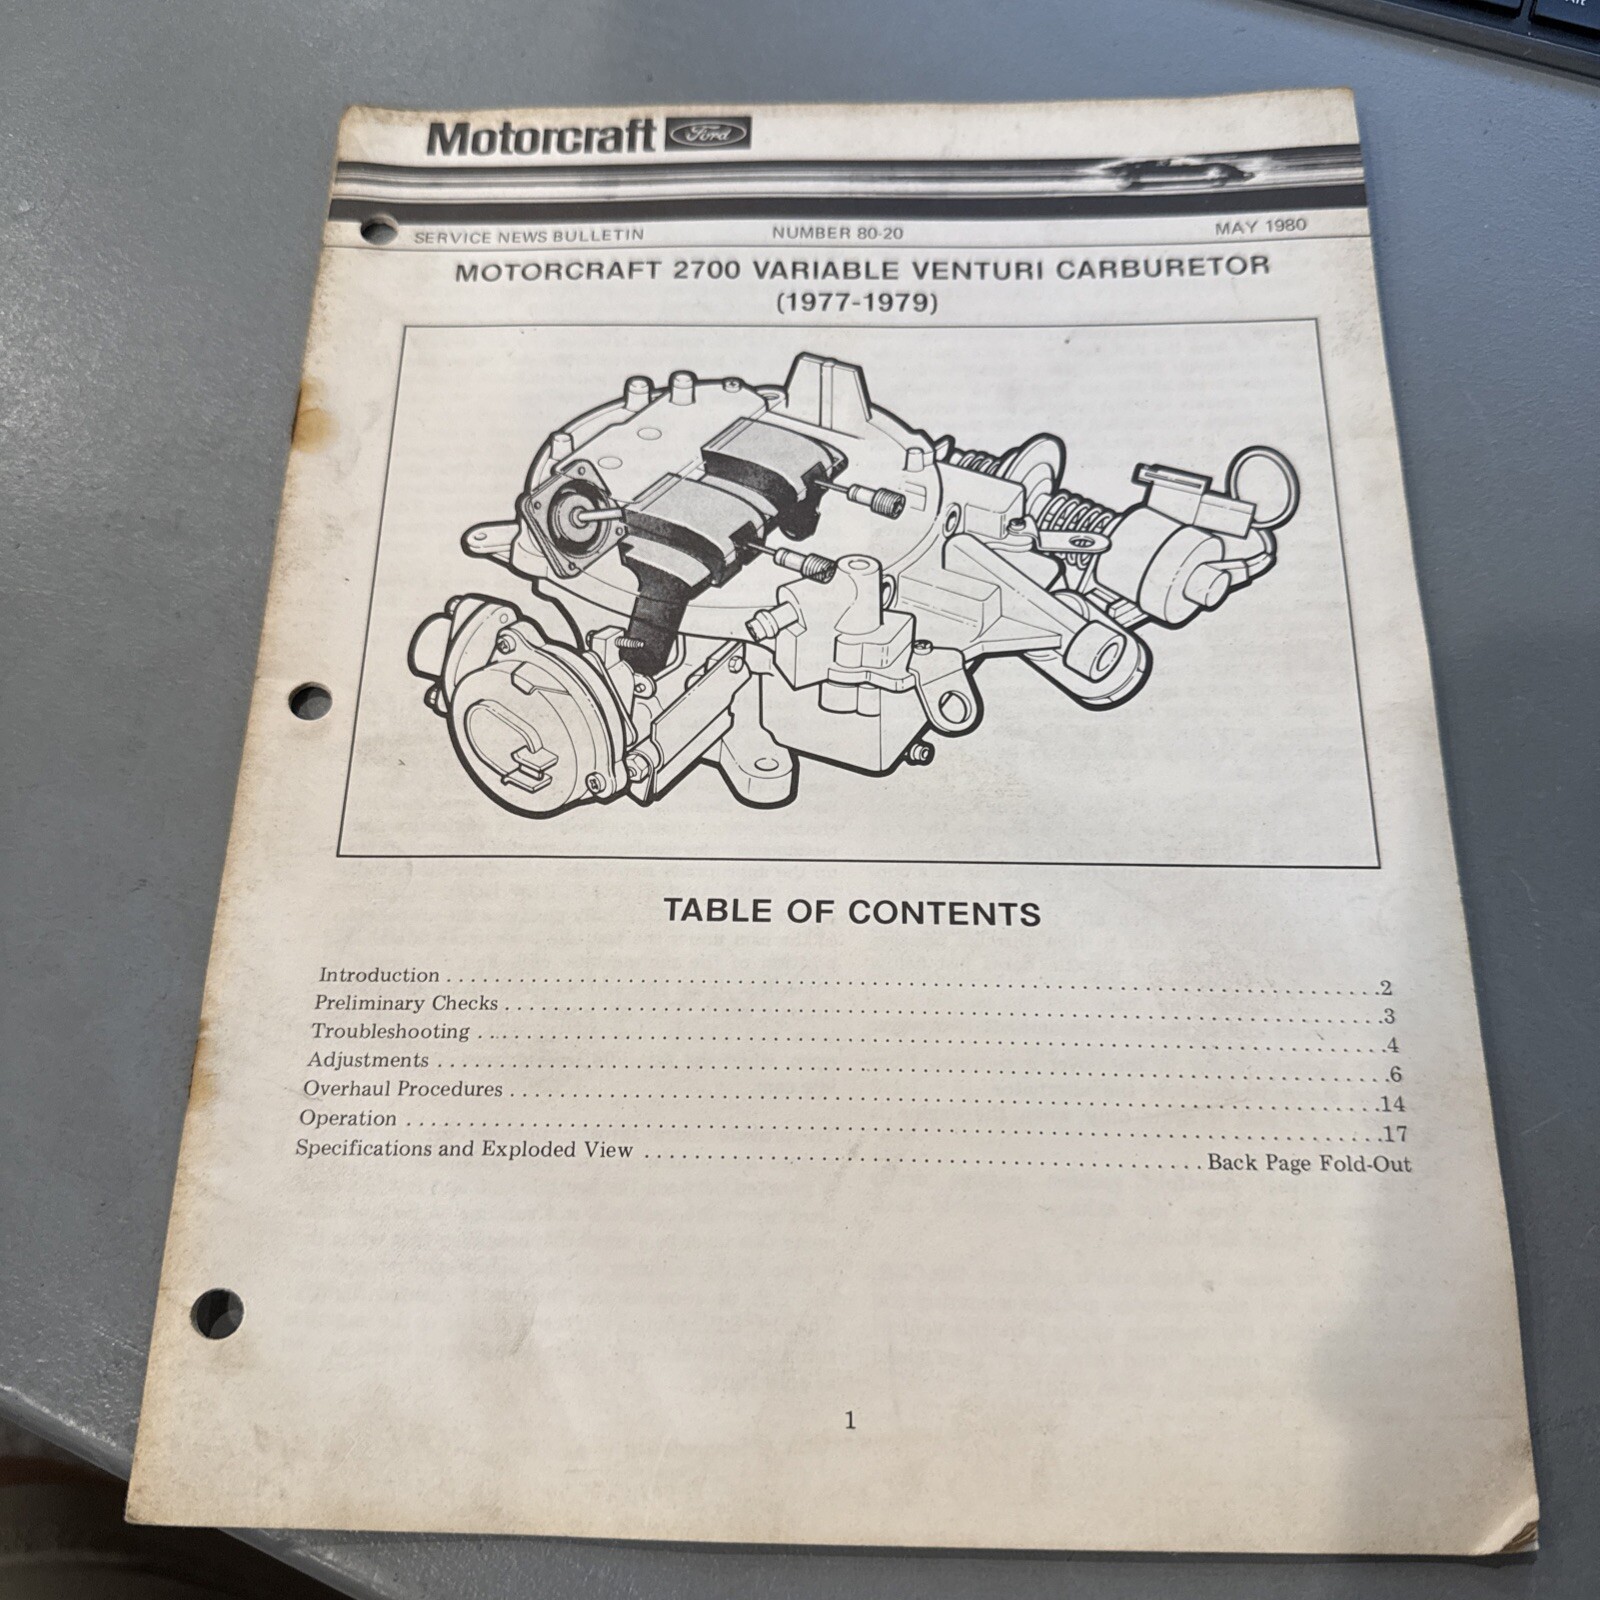 Motorcraft Ford
SERVICE NEWS BULLETIN NUMBER 80-20 MAY 1980
MOTORCRAFT 2700 VARIABLE VENTURI CARBURETOR
(1977-1979)
TABLE OF CONTENTS
Introduction 2
Preliminary Checks 3
Troubleshooting 4
Adjustments 6
Overhaul Procedures 14
Operation 17
Specifications and Exploded View Back Page Fold-Out
1